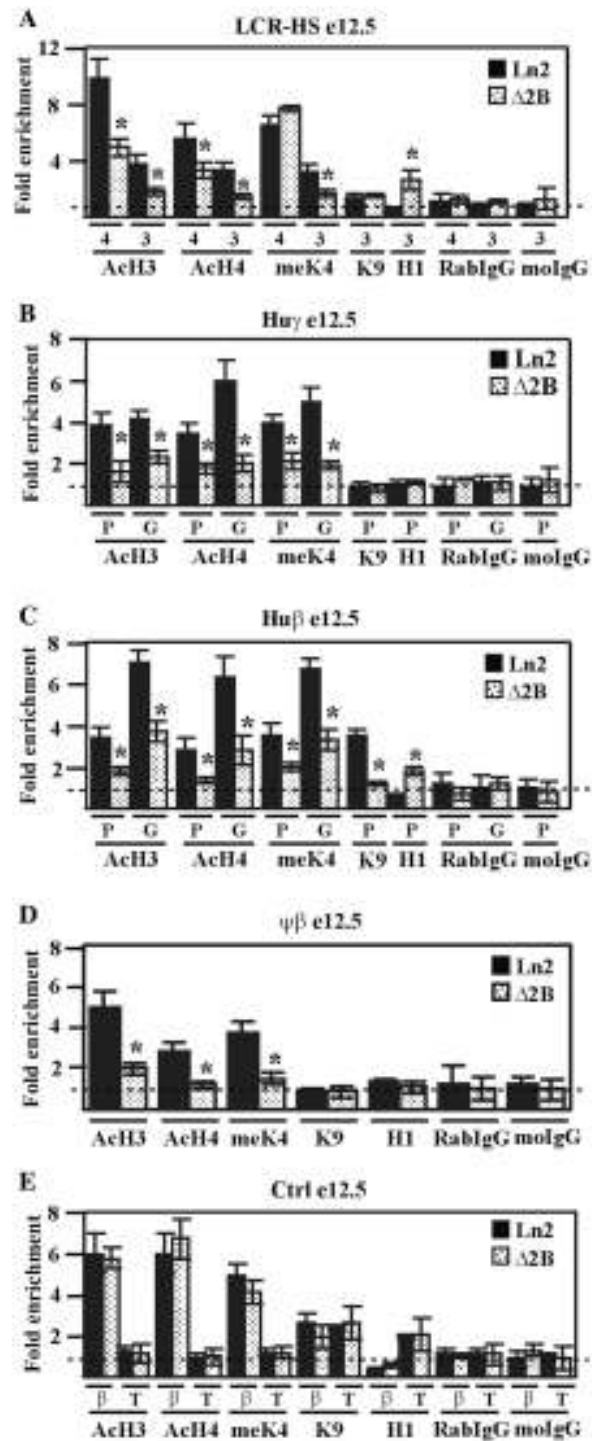 A
LCR-HS e12.5
Fold enrichment
12
8
4
Ln2
Δ2B
* * * * * *
4 3 4 3 4 3 3 3 4 3 3
AcH3 AcH4 meK4 K9 H1 RabIgG moIgG
B
Huγ e12.5
Fold enrichment
8
6
4
2
Ln2
Δ2B
* * * * * *
P G P G P G P P P G P
AcH3 AcH4 meK4 K9 H1 RabIgG moIgG
C
Huβ e12.5
Fold enrichment
8
6
4
2
Ln2
Δ2B
* * * * * * * *
P G P G P G P P P G P
AcH3 AcH4 meK4 K9 H1 RabIgG moIgG
D
ψβ e12.5
Fold enrichment
8
6
4
2
Ln2
Δ2B
* * *
AcH3 AcH4 meK4 K9 H1 RabIgG moIgG
E
Ctrl e12.5
Fold enrichment
8
6
4
2
Ln2
Δ2B
β T β T β T β T β T β T β T
AcH3 AcH4 meK4 K9 H1 RabIgG moIgG